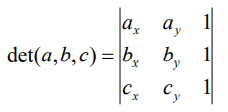 det(a,b,c) = | a_x a_y 1 |
| b_x b_y 1 |
| c_x c_y 1 |